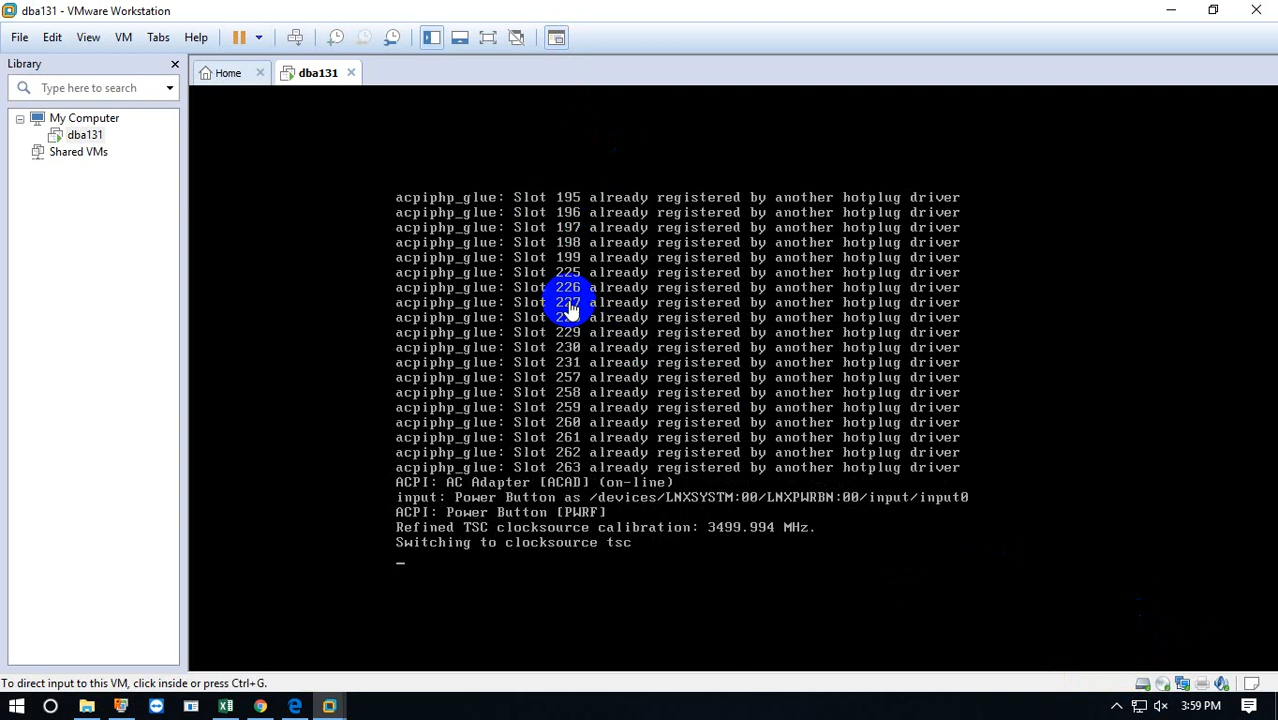 dba131 - VMware Workstation
File Edit View VM Tabs Help
Library
Home
dba131
Type here to search
My Computer
dba131
Shared VMs
acpiphp_glue: Slot 195 already registered by another hotplug driver
acpiphp_glue: Slot 196 already registered by another hotplug driver
acpiphp_glue: Slot 197 already registered by another hotplug driver
acpiphp_glue: Slot 198 already registered by another hotplug driver
acpiphp_glue: Slot 199 already registered by another hotplug driver
acpiphp_glue: Slot 225 already registered by another hotplug driver
acpiphp_glue: Slot 226 already registered by another hotplug driver
acpiphp_glue: Slot 227 already registered by another hotplug driver
acpiphp_glue: Slot already registered by another hotplug driver
acpiphp_glue: Slot 229 already registered by another hotplug driver
acpiphp_glue: Slot 230 already registered by another hotplug driver
acpiphp_glue: Slot 231 already registered by another hotplug driver
acpiphp_glue: Slot 257 already registered by another hotplug driver
acpiphp_glue: Slot 258 already registered by another hotplug driver
acpiphp_glue: Slot 259 already registered by another hotplug driver
acpiphp_glue: Slot 260 already registered by another hotplug driver
acpiphp_glue: Slot 261 already registered by another hotplug driver
acpiphp_glue: Slot 262 already registered by another hotplug driver
acpiphp_glue: Slot 263 already registered by another hotplug driver
ACPI: AC Adapter [ACAD] (on-line)
input: Power Button as /devices/LNXSYSTM:00/LNXPWRBN:00/input/input0
ACPI: Power Button [PWRF]
Refined TSC clocksource calibration: 3499.994 MHz.
Switching to clocksource tsc
_
To direct input to this VM, click inside or press Ctrl+G.
3:59 PM